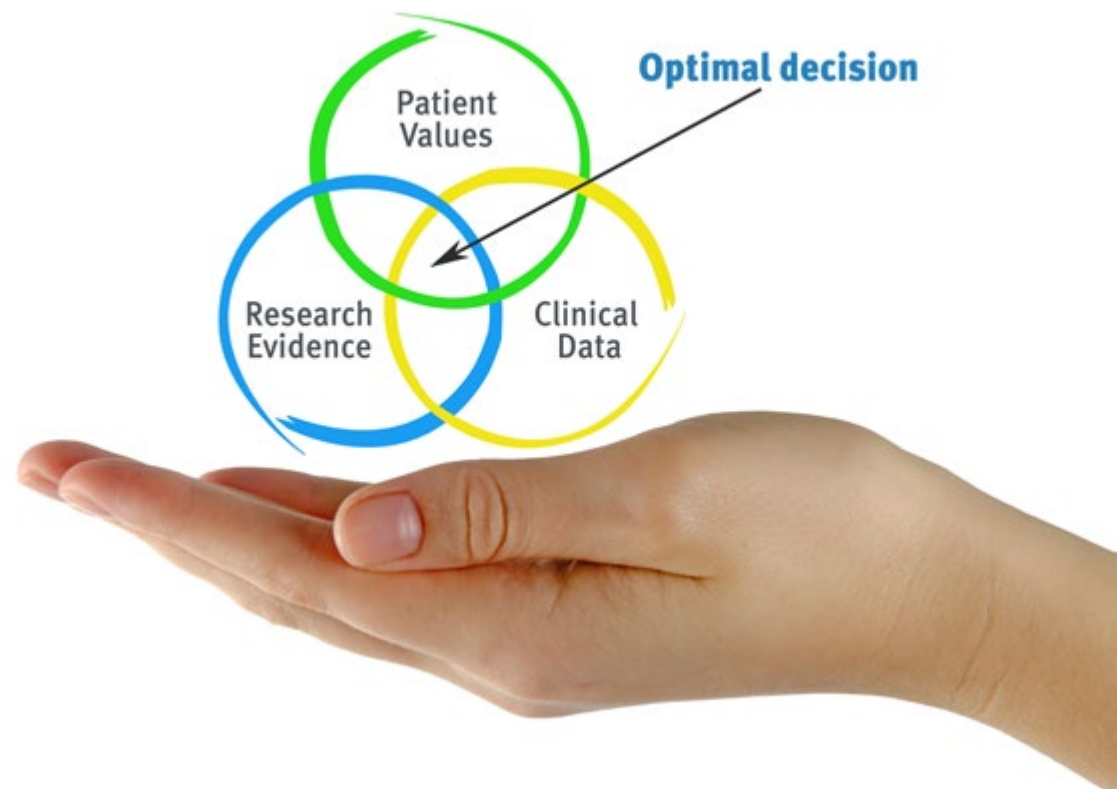 Optimal decision
Patient
Values
Research
Evidence
Clinical
Data